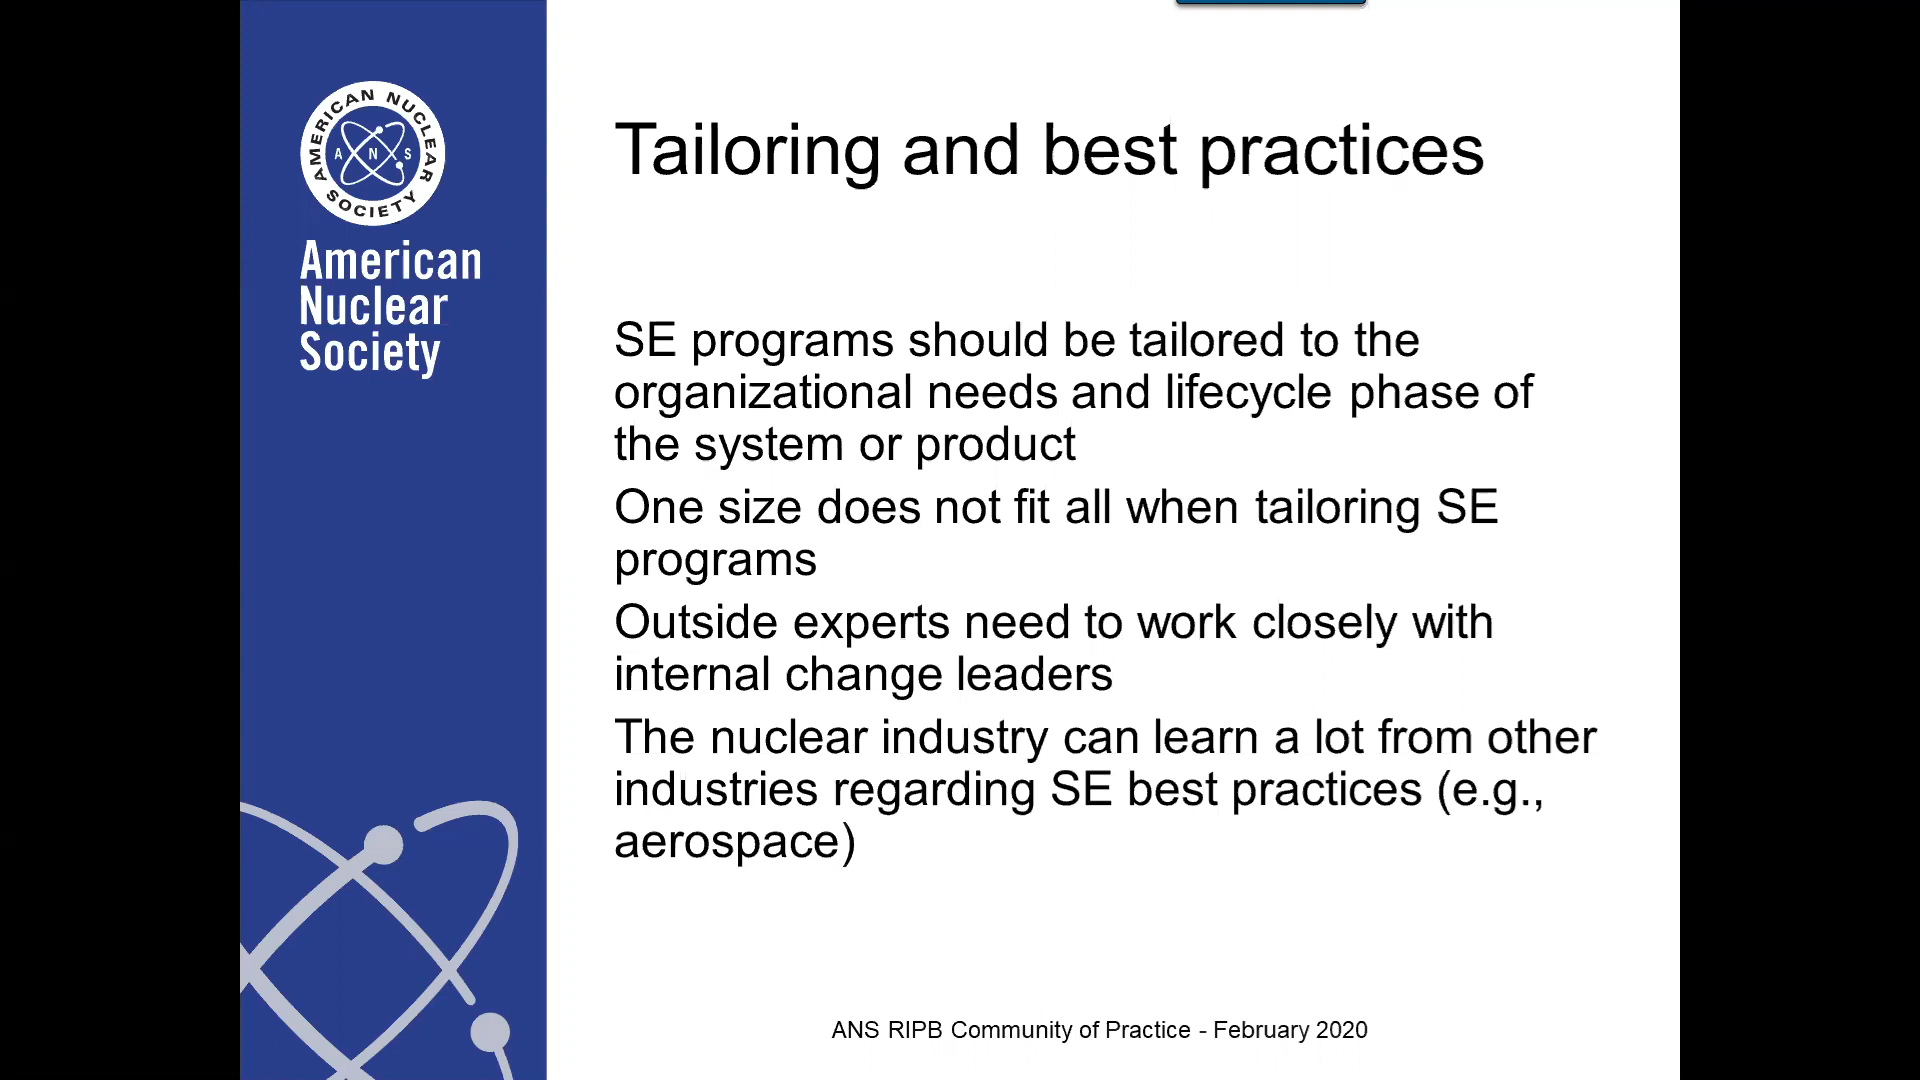 AMERICAN NUCLEAR SOCIETY
A N S
American
Nuclear
Society
Tailoring and best practices
SE programs should be tailored to the
organizational needs and lifecycle phase of
the system or product
One size does not fit all when tailoring SE
programs
Outside experts need to work closely with
internal change leaders
The nuclear industry can learn a lot from other
industries regarding SE best practices (e.g.,
aerospace)
ANS RIPB Community of Practice - February 2020